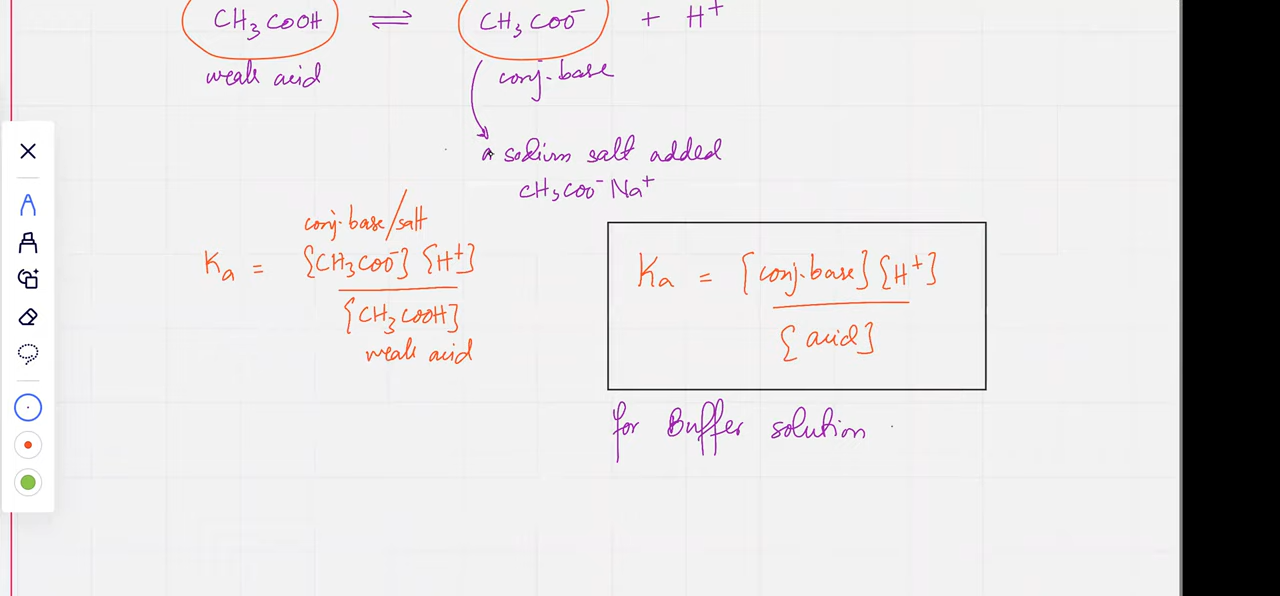 CH₃COOH ⇌ CH₃COO⁻ + H⁺
weak acid conj. base
A sodium salt added
CH₃COO⁻Na⁺
conj. base/salt
Ka = {CH₃COO⁻] {H⁺]
{CH₃COOH]
weak acid
Ka = [conj. base] {H⁺]
{acid]
for Buffer solution